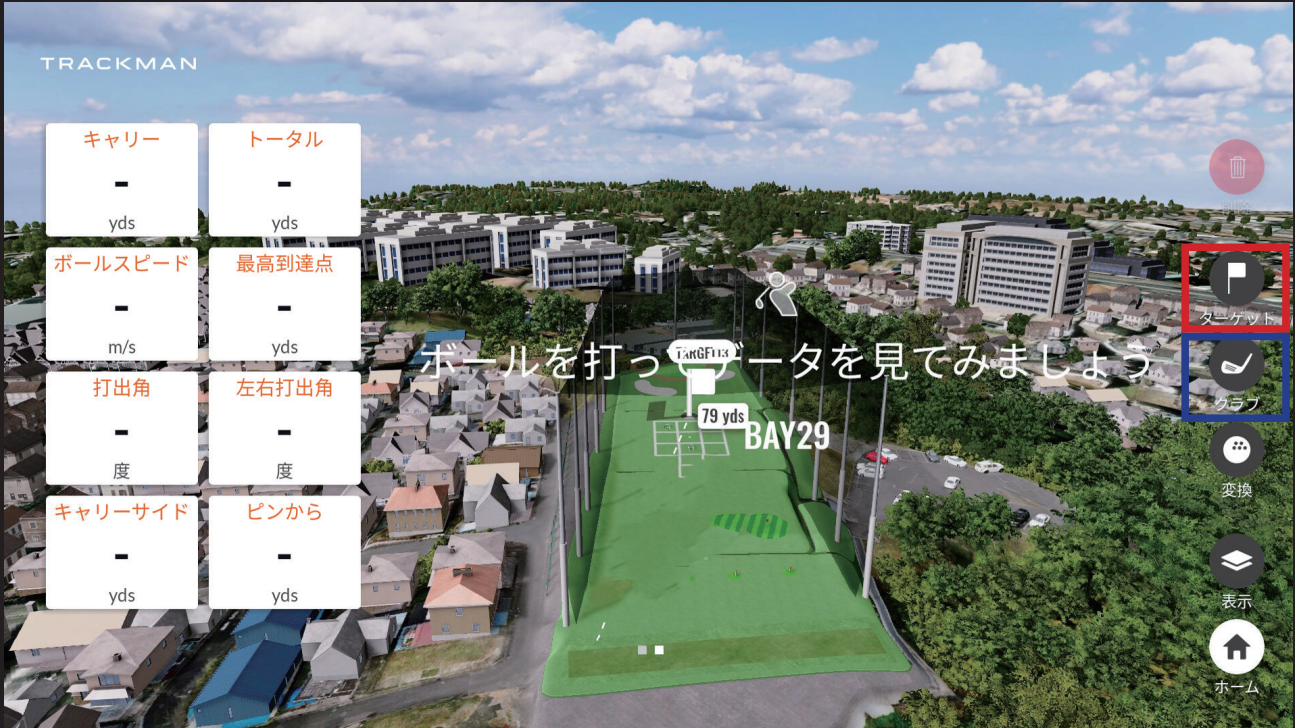 TRACKMAN
キャリー
-
yds
トータル
-
yds
ボールスピード
-
m/s
最高到達点
-
yds
打出角
-
度
左右打出角
-
度
キャリーサイド
-
yds
ピンから
-
yds
ボールを打ってデータを見てみましょう
79 yds
BAY29
削除
ターゲット
クラブ
変換
表示
ホーム